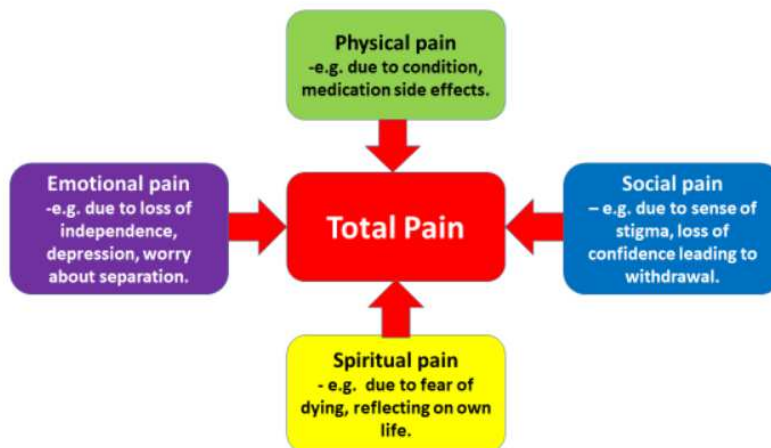 Physical pain
-e.g. due to condition,
medication side effects.
Emotional pain
-e.g. due to loss of
independence,
depression, worry
about separation.
Total Pain
Social pain
– e.g. due to sense of
stigma, loss of
confidence leading to
withdrawal.
Spiritual pain
- e.g.  due to fear of
dying, reflecting on own
life.